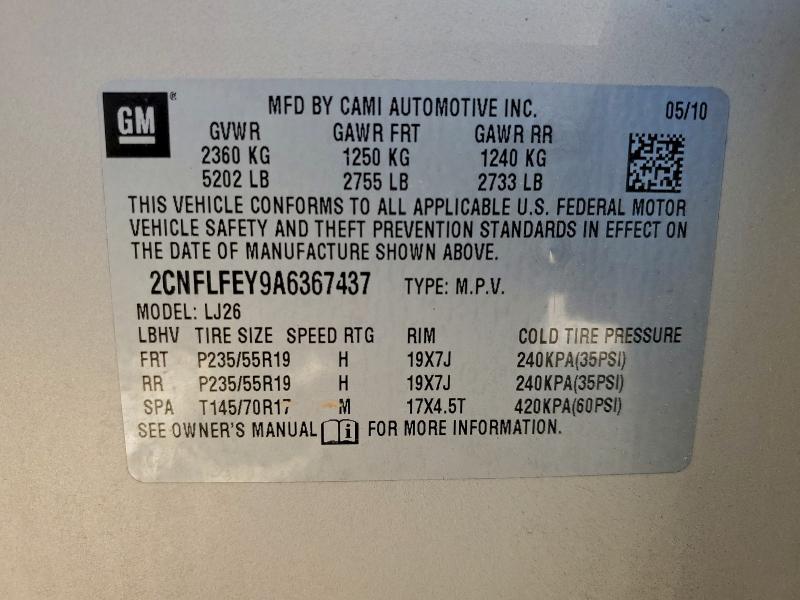 GM ®
MFD BY CAMI AUTOMOTIVE INC. 05/10
GVWR GAWR FRT GAWR RR
2360 KG 1250 KG 1240 KG
5202 LB 2755 LB 2733 LB
THIS VEHICLE CONFORMS TO ALL APPLICABLE U.S. FEDERAL MOTOR
VEHICLE SAFETY AND THEFT PREVENTION STANDARDS IN EFFECT ON
THE DATE OF MANUFACTURE SHOWN ABOVE.
2CNFLFEY9A6367437 TYPE: M.P.V.
MODEL: LJ26
LBHV TIRE SIZE SPEED RTG RIM COLD TIRE PRESSURE
FRT P235/55R19 H 19X7J 240KPA(35PSI)
RR P235/55R19 H 19X7J 240KPA(35PSI)
SPA T145/70R17 M 17X4.5T 420KPA(60PSI)
SEE OWNER'S MANUAL i FOR MORE INFORMATION.